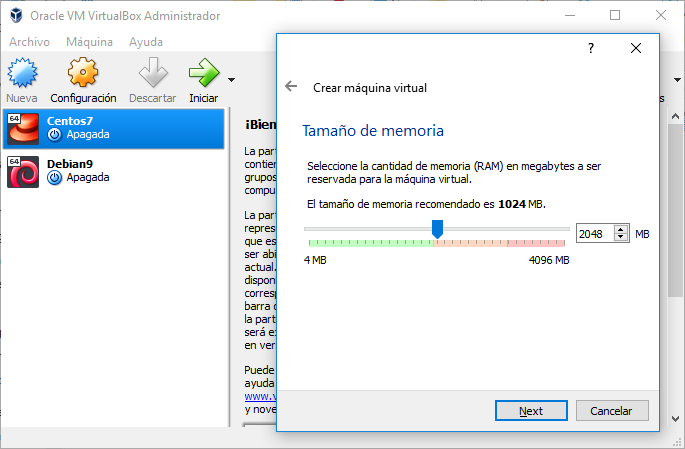 Oracle VM VirtualBox Administrador
Archivo Máquina Ayuda
Nueva Configuración Descartar Iniciar
64 Centos7
Apagada
64 Debian9
Apagada
¡Bien
La part
contien
grupos
compu
La part
repres
que es
ser abi
actual.
dispon
corresp
barra d
la part
será ex
en ver
Puede
ayuda
www.v
y nove
?
Crear máquina virtual
Tamaño de memoria
Seleccione la cantidad de memoria (RAM) en megabytes a ser
reservada para la máquina virtual.
El tamaño de memoria recomendado es 1024 MB.
2048 MB
4 MB 4096 MB
Next Cancelar